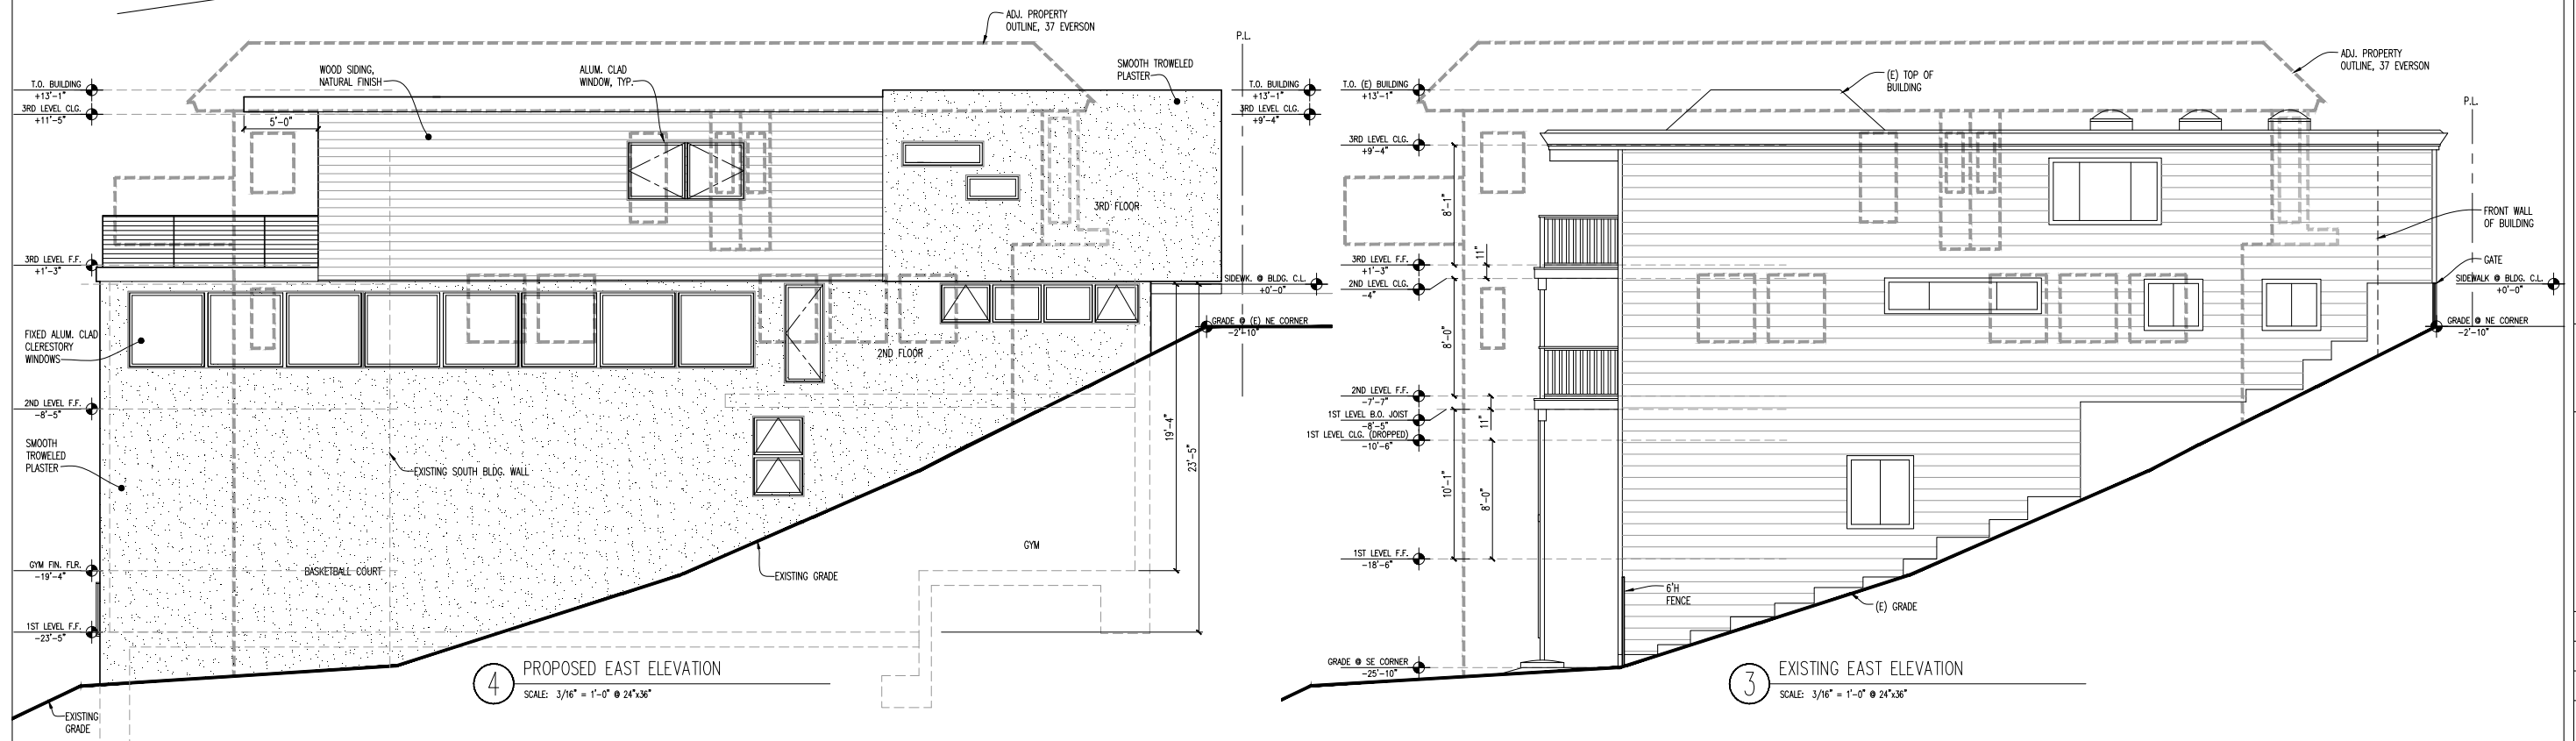 ADJ. PROPERTY
OUTLINE, 37 EVERSON
WOOD SIDING,
NATURAL FINISH
ALUM. CLAD
WINDOW, TYP.
SMOOTH TROWELED
PLASTER
P.L.
T.O. BUILDING
+13'-1"
3RD LEVEL CLG.
+11'-5"
T.O. BUILDING
+13'-1"
3RD LEVEL CLG.
+9'-4"
5'-0"
3RD FLOOR
3RD LEVEL F.F.
+1'-3"
SIDEWK. @ BLDG. C.L.
+0'-0"
GRADE @ (E) NE CORNER
-2'-10"
FIXED ALUM. CLAD
CLERESTORY
WINDOWS
2ND FLOOR
2ND LEVEL F.F.
-8'-5"
SMOOTH
TROWELED
PLASTER
EXISTING SOUTH BLDG. WALL
19'-4"
23'-5"
GYM
GYM FIN. FLR.
-19'-4"
BASKETBALL COURT
EXISTING GRADE
1ST LEVEL F.F.
-23'-5"
4
PROPOSED EAST ELEVATION
SCALE: 3/16" = 1'-0" @ 24"x36"
EXISTING
GRADE
T.O. (E) BUILDING
+13'-1"
(E) TOP OF
BUILDING
ADJ. PROPERTY
OUTLINE, 37 EVERSON
P.L.
3RD LEVEL CLG.
+9'-4"
8'-1"
FRONT WALL
OF BUILDING
3RD LEVEL F.F.
+1'-3"
11"
GATE
2ND LEVEL CLG.
-4"
SIDEWALK @ BLDG. C.L.
+0'-0"
GRADE @ NE CORNER
-2'-10"
8'-0"
2ND LEVEL F.F.
-7'-7"
1ST LEVEL B.O. JOIST
-8'-5"
11"
1ST LEVEL CLG. (DROPPED)
-10'-6"
10'-1"
8'-0"
1ST LEVEL F.F.
-18'-6"
6'H
FENCE
(E) GRADE
GRADE @ SE CORNER
-25'-10"
3
EXISTING EAST ELEVATION
SCALE: 3/16" = 1'-0" @ 24"x36"